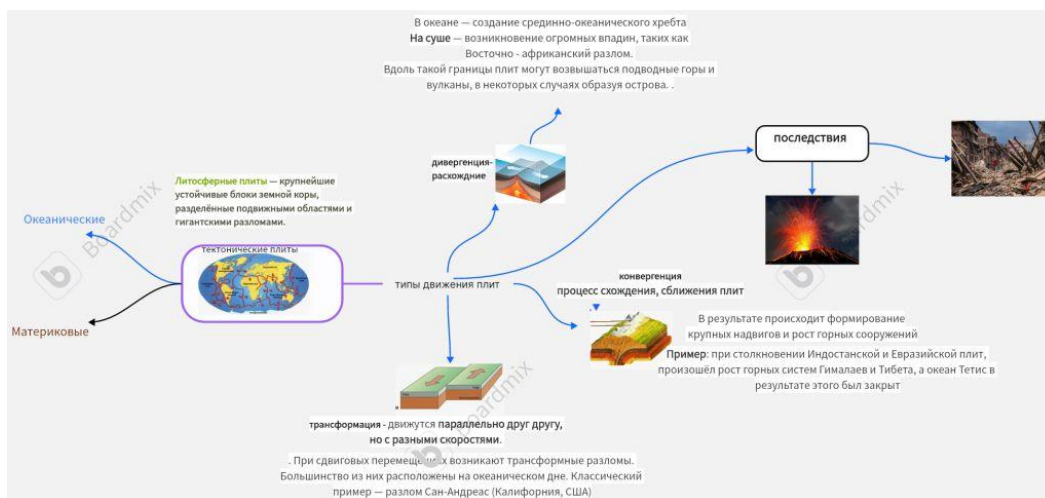 В океане — создание срединно-океанического хребта
На суше — возникновение огромных впадин, таких как
Восточно - африканский разлом.
Вдоль такой границы плит могут возвышаться подводные горы и
вулканы, в некоторых случаях образуя острова. .
последствия
дивергенция-
расхождние
Литосферные плиты — крупнейшие
устойчивые блоки земной коры,
разделённые подвижными областями и
гигантскими разломами.
Океанические
тектонические плиты
типы движения плит
Материковые
конвергенция
процесс схождения, сближения плит
В результате происходит формирование
крупных надвигов и рост горных сооружений
Пример: при столкновении Индостанской и Евразийской плит,
произошёл рост горных систем Гималаев и Тибета, а океан Тетис в
результате этого был закрыт
трансформация - движутся параллельно друг другу,
но с разными скоростями.
. При сдвиговых перемещениях возникают трансформные разломы.
Большинство из них расположены на океаническом дне. Классический
пример — разлом Сан-Андреас (Калифорния, США)
Boardmix
Boardmix
Boardmix
Boardmix